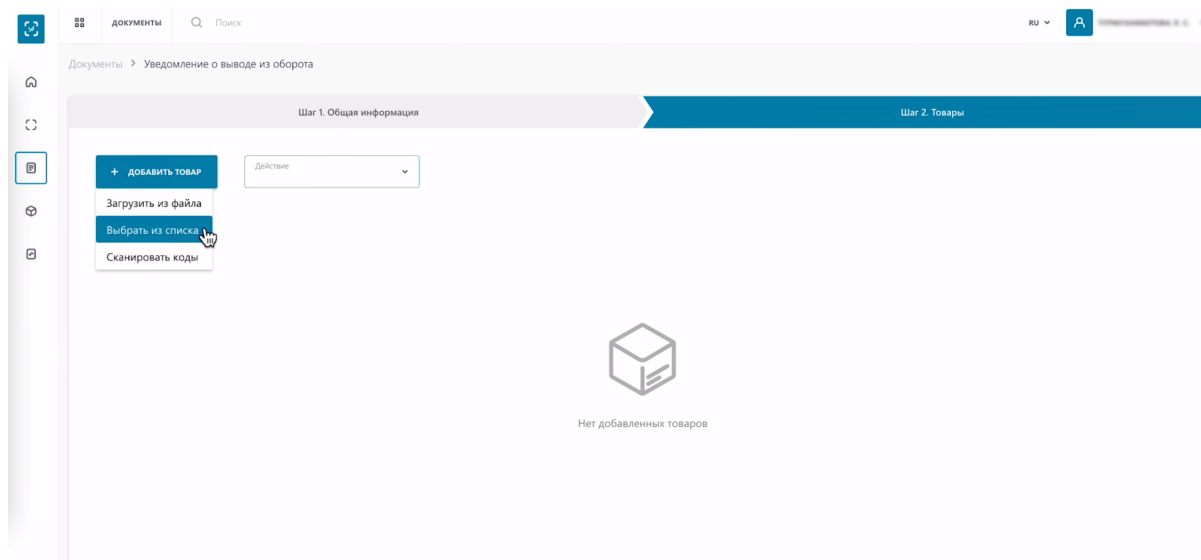 ДОКУМЕНТЫ Поиск RU
Документы > Уведомление о выводе из оборота
Шаг 1. Общая информация Шаг 2. Товары
+ ДОБАВИТЬ ТОВАР Действие
Загрузить из файла
Выбрать из списка
Сканировать коды
Нет добавленных товаров